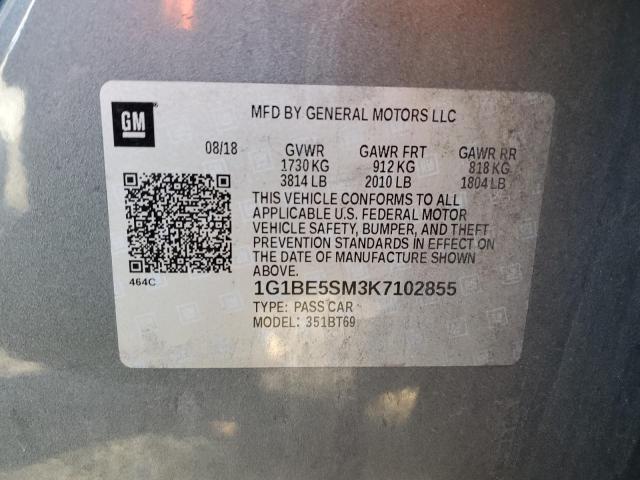 GM
MFD BY GENERAL MOTORS LLC
08/18 GVWR GAWR FRT GAWR RR
1730 KG 912 KG 818 KG
3814 LB 2010 LB 1804 LB
THIS VEHICLE CONFORMS TO ALL
APPLICABLE U.S. FEDERAL MOTOR
VEHICLE SAFETY, BUMPER, AND THEFT
PREVENTION STANDARDS IN EFFECT ON
THE DATE OF MANUFACTURE SHOWN
ABOVE.
464C
1G1BE5SM3K7102855
TYPE: PASS CAR
MODEL: 351BT69